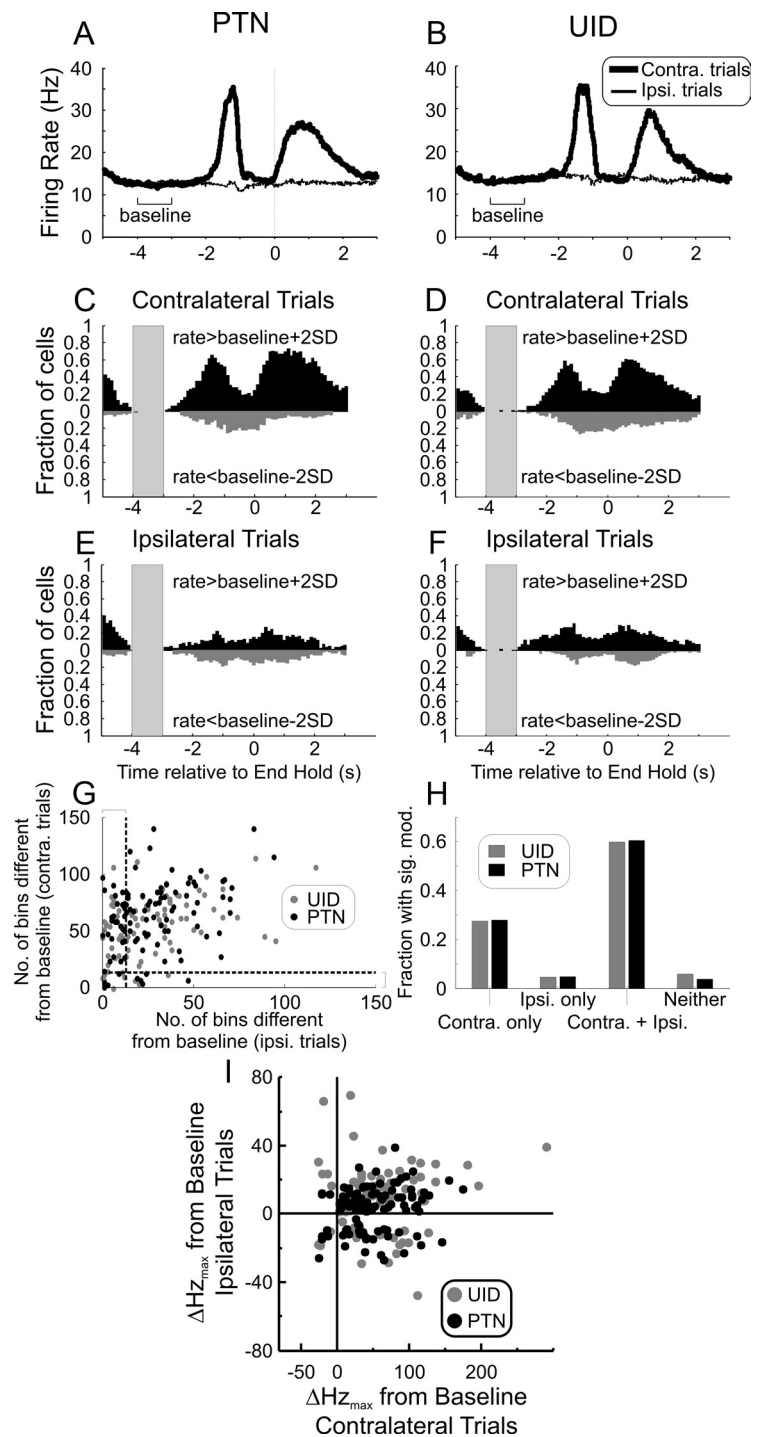 A PTN
Firing Rate (Hz)
40
30
20
10
0
baseline
-4 -2 0 2
B UID
Contra. trials
Ipsi. trials
40
30
20
10
0
baseline
-4 -2 0 2
C Contralateral Trials
Fraction of cells
1
0.8
0.6
0.4
0.2
0
0.2
0.4
0.6
0.8
1
rate>baseline+2SD
rate<baseline-2SD
-4 -2 0 2
D Contralateral Trials
1
0.8
0.6
0.4
0.2
0
0.2
0.4
0.6
0.8
1
rate>baseline+2SD
rate<baseline-2SD
-4 -2 0 2
E Ipsilateral Trials
Fraction of cells
1
0.8
0.6
0.4
0.2
0
0.2
0.4
0.6
0.8
1
rate>baseline+2SD
rate<baseline-2SD
-4 -2 0 2
Time relative to End Hold (s)
F Ipsilateral Trials
1
0.8
0.6
0.4
0.2
0
0.2
0.4
0.6
0.8
1
rate>baseline+2SD
rate<baseline-2SD
-4 -2 0 2
Time relative to End Hold (s)
G
No. of bins different
from baseline (contra. trials)
150
100
50
0
UID
PTN
0 50 100 150
No. of bins different
from baseline (ipsi. trials)
H
Fraction with sig. mod.
0.6
0.4
0.2
0
UID
PTN
Ipsi. only Neither
Contra. only Contra. + Ipsi.
I
ΔHzmax from Baseline
Ipsilateral Trials
80
40
0
-40
-80
UID
PTN
-50 0 100 200
ΔHzmax from Baseline
Contralateral Trials